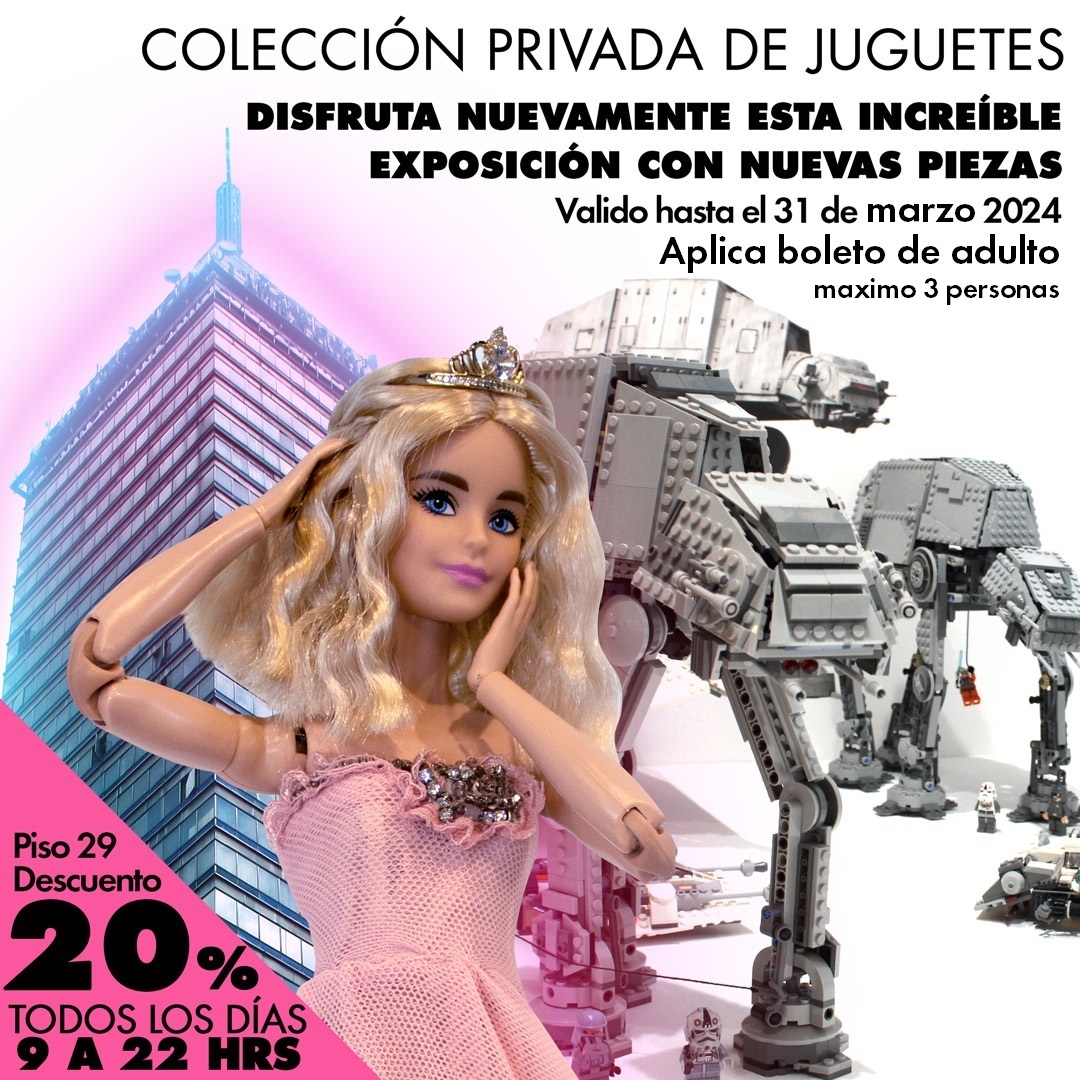 COLECCIÓN PRIVADA DE JUGUETES
DISFRUTA NUEVAMENTE ESTA INCREÍBLE
EXPOSICIÓN CON NUEVAS PIEZAS
Valido hasta el 31 de marzo 2024
Aplica boleto de adulto
maximo 3 personas
Piso 29
Descuento
20%
TODOS LOS DÍAS
9 A 22 HRS